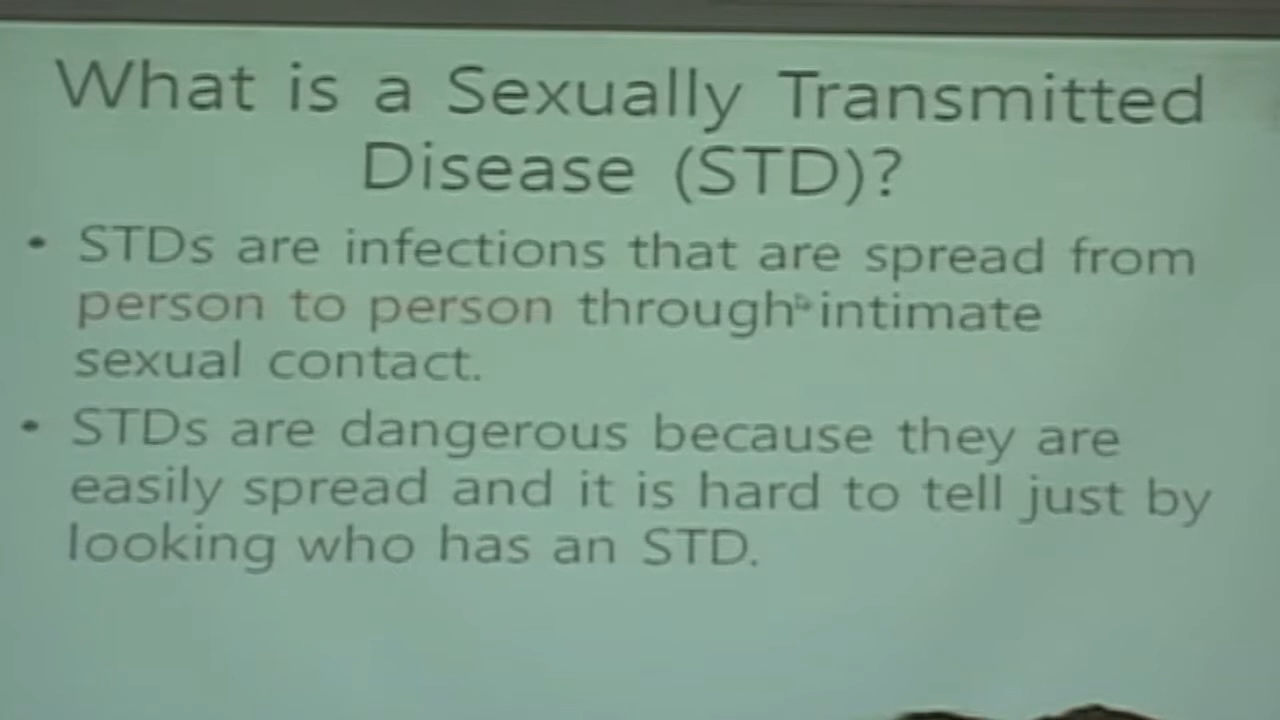 What is a Sexually Transmitted
Disease (STD)?
• STDs are infections that are spread from
person to person through intimate
sexual contact.
• STDs are dangerous because they are
easily spread and it is hard to tell just by
looking who has an STD.